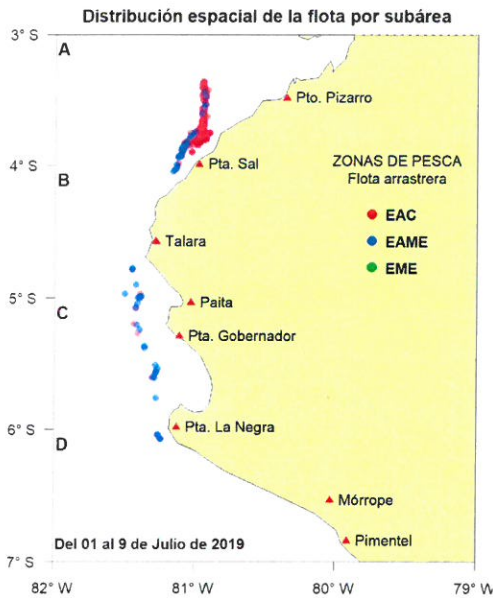 Distribución espacial de la flota por subárea
3° S
A
Pto. Pizarro
ZONAS DE PESCA
Flota arrastrera
4° S
Pta. Sal
B
EAC
EAME
EME
Talara
5° S
C
Paita
Pta. Gobernador
6° S
D
Pta. La Negra
Mórrope
Del 01 al 9 de Julio de 2019
Pimentel
7° S
82° W
81° W
80° W
79° W